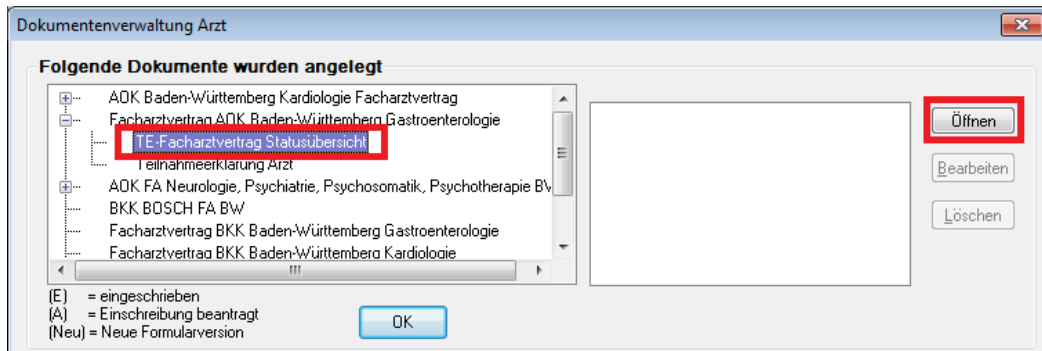 Dokumentenverwaltung Arzt
Folgende Dokumente wurden angelegt
AOK Baden-Württemberg Kardiologie Facharztvertrag
Facharztvertrag AOK Baden-Württemberg Gastroenterologie
TE-Facharztvertrag Statusübersicht
Teilnahmeerklärung Arzt
AOK FA Neurologie, Psychiatrie, Psychosomatik, Psychotherapie BV
BKK BOSCH FA BW
Facharztvertrag BKK Baden-Württemberg Gastroenterologie
Facharztvertrag BKK Baden-Württemberg Kardiologie
Öffnen
Bearbeiten
Löschen
(E) = eingeschrieben
(A) = Einschreibung beantragt
(Neu) = Neue Formularversion
OK